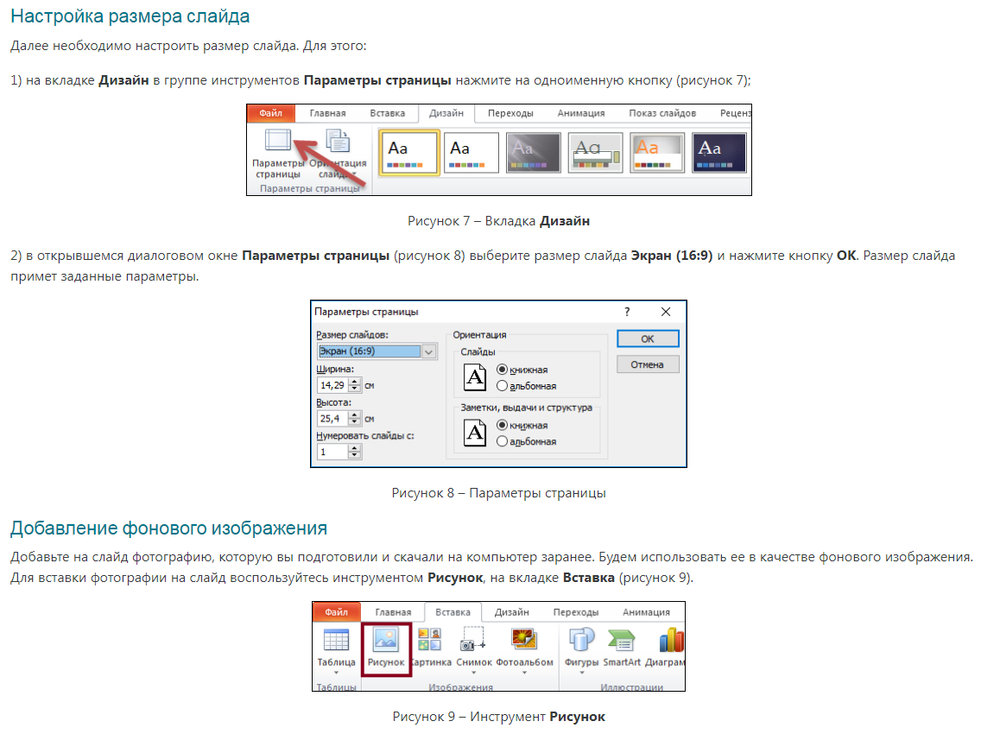 Настройка размера слайда
Далее необходимо настроить размер слайда. Для этого:
1) на вкладке Дизайн в группе инструментов Параметры страницы нажмите на одноименную кнопку (рисунок 7);
Файл Главная Вставка Дизайн Переходы Анимация Показ слайдов Реценз
Aa Aa Aa Aa Aa Aa
Параметры Ориентация
страницы слайда
Параметры страницы
Рисунок 7 – Вкладка Дизайн
2) в открывшемся диалоговом окне Параметры страницы (рисунок 8) выберите размер слайда Экран (16:9) и нажмите кнопку ОК. Размер слайда
примет заданные параметры.
Параметры страницы ?
Размер слайдов: Ориентация
ОК
Экран (16:9) Слайды
Отмена
Ширина: A книжная
14,29 см альбомная
Высота: Заметки, выдачи и структура
25,4 см A книжная
Нумеровать слайды с: альбомная
1
Рисунок 8 – Параметры страницы
Добавление фонового изображения
Добавьте на слайд фотографию, которую вы подготовили и скачали на компьютер заранее. Будем использовать ее в качестве фонового изображения.
Для вставки фотографии на слайд воспользуйтесь инструментом Рисунок, на вкладке Вставка (рисунок 9).
Файл Главная Вставка Дизайн Переходы Анимация
Таблица Рисунок Картинка Снимок Фотоальбом Фигуры SmartArt Диаграм
Таблицы Изображения Иллюстрации
Рисунок 9 – Инструмент Рисунок